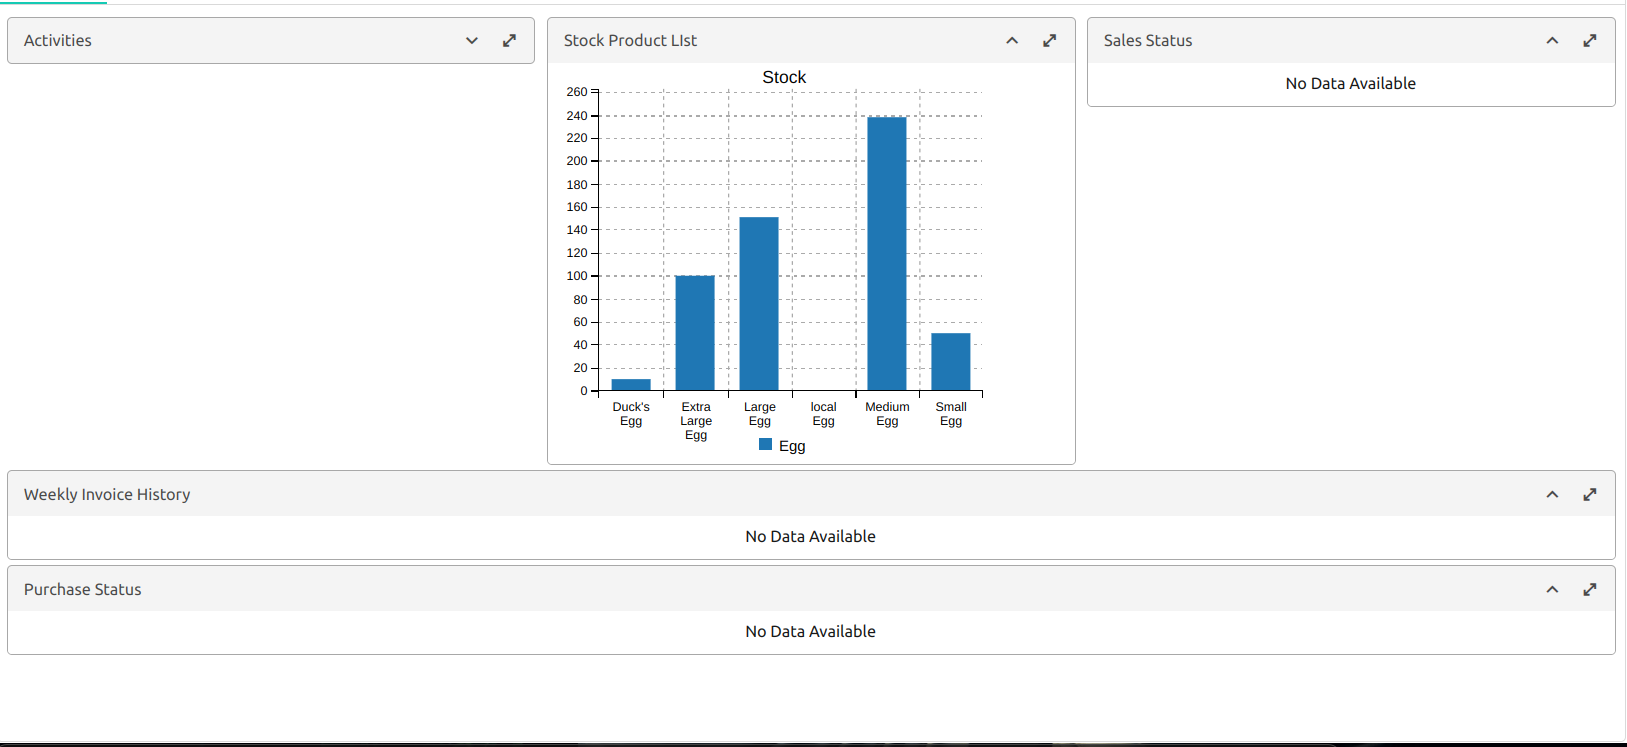 Activities
Stock Product LIst
Stock
260
240
220
200
180
160
140
120
100
80
60
40
20
0
Duck's
Egg
Extra
Large
Egg
Large
Egg
local
Egg
Medium
Egg
Small
Egg
Egg
Sales Status
No Data Available
Weekly Invoice History
No Data Available
Purchase Status
No Data Available